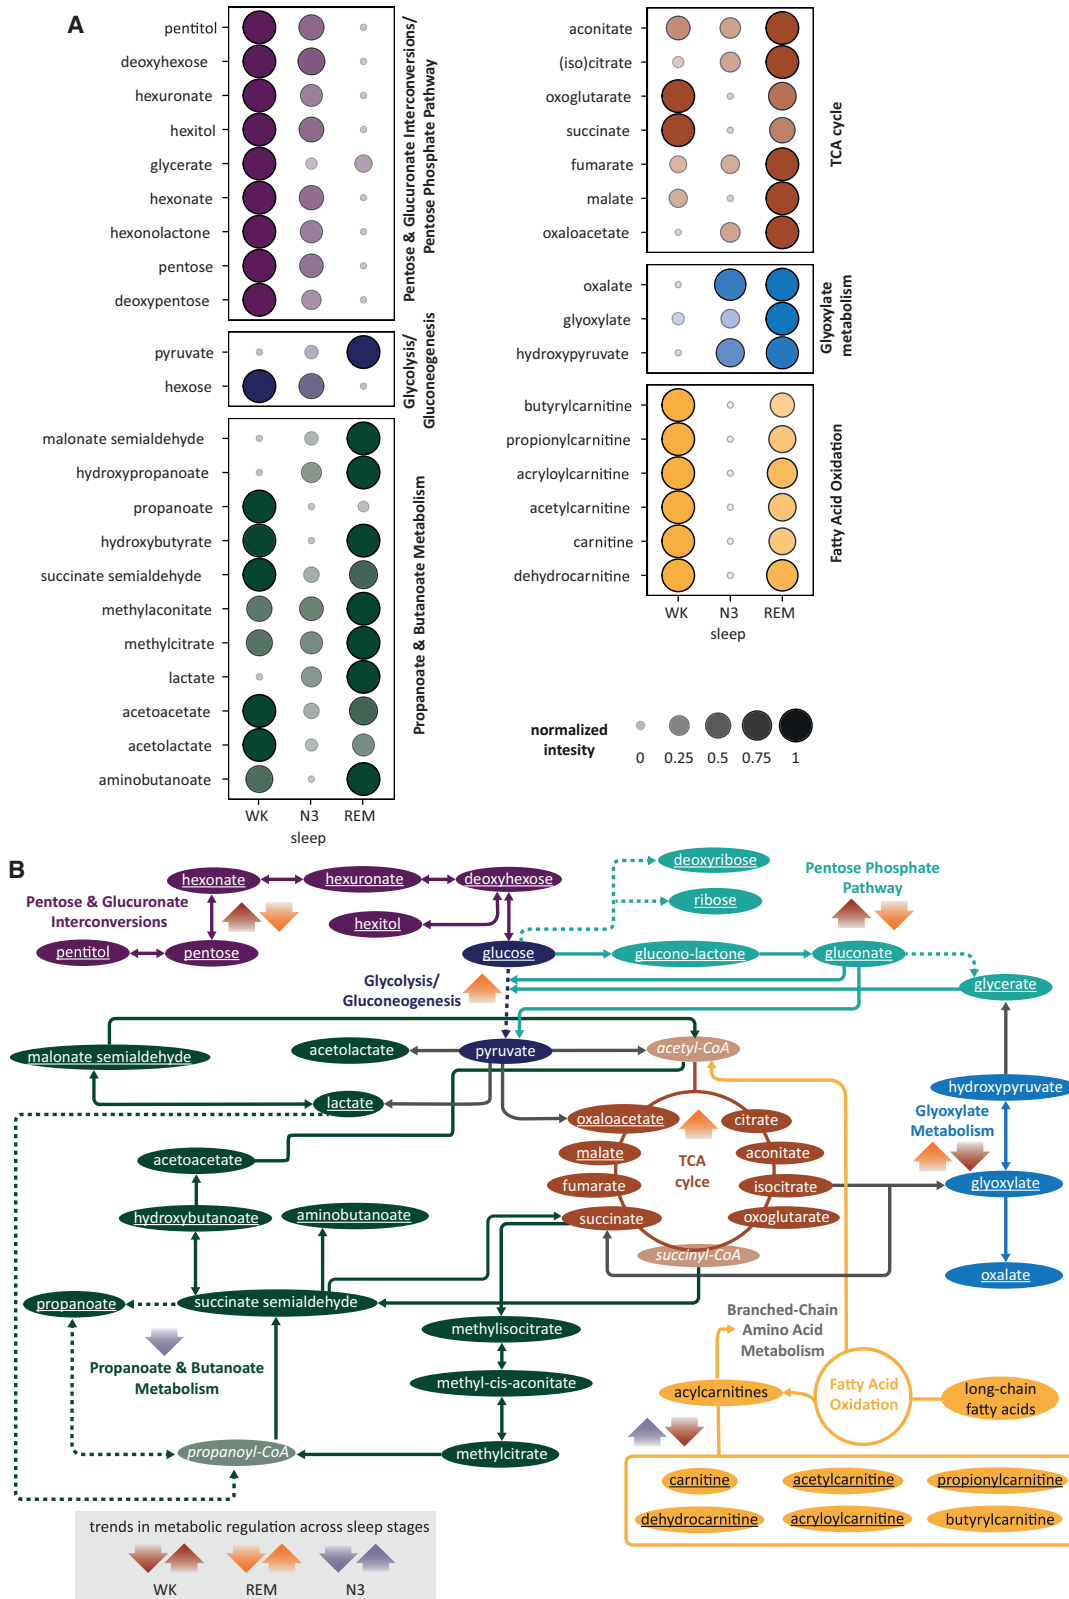 A
pentitol
deoxyhexose
hexuronate
hexitol
glycerate
hexonate
hexonolactone
pentose
deoxypentose
Pentose & Glucuronate Interconversions/
Pentose Phosphate Pathway
pyruvate
hexose
Glycolysis/
Gluconeogenesis
malonate semialdehyde
hydroxypropanoate
propanoate
hydroxybutyrate
succinate semialdehyde
methylaconitate
methylcitrate
lactate
acetoacetate
acetolactate
aminobutanoate
Propanoate & Butanoate Metabolism
WK N3 REM
sleep
aconitate
(iso)citrate
oxoglutarate
succinate
fumarate
malate
oxaloacetate
TCA cycle
oxalate
glyoxylate
hydroxypyruvate
Glyoxylate
metabolism
butyrylcarnitine
propionylcarnitine
acryloylcarnitine
acetylcarnitine
carnitine
dehydrocarnitine
Fatty Acid Oxidation
WK N3 REM
sleep
normalized
intesity
0 0.25 0.5 0.75 1
B
hexonate hexuronate deoxyhexose
deoxyribose
Pentose Phosphate
Pathway
Pentose & Glucuronate
Interconversions
hexitol
ribose
pentitol pentose
glucose glucono-lactone gluconate
Glycolysis/
Gluconeogenesis
glycerate
malonate semialdehyde
acetolactate pyruvate acetyl-CoA
hydroxypyruvate
lactate
oxaloacetate citrate
Glyoxylate
Metabolism
malate
TCA
cylce
aconitate
acetoacetate
fumarate isocitrate glyoxylate
hydroxybutanoate aminobutanoate
succinate oxoglutarate
succinyl-CoA
oxalate
propanoate succinate semialdehyde
methylisocitrate
Branched-Chain
Amino Acid
Metabolism
Propanoate & Butanoate
Metabolism
methyl-cis-aconitate
acylcarnitines
Fatty Acid
Oxidation
long-chain
fatty acids
propanoyl-CoA methylcitrate
carnitine acetylcarnitine propionylcarnitine
dehydrocarnitine acryloylcarnitine butyrylcarnitine
trends in metabolic regulation across sleep stages
WK REM N3